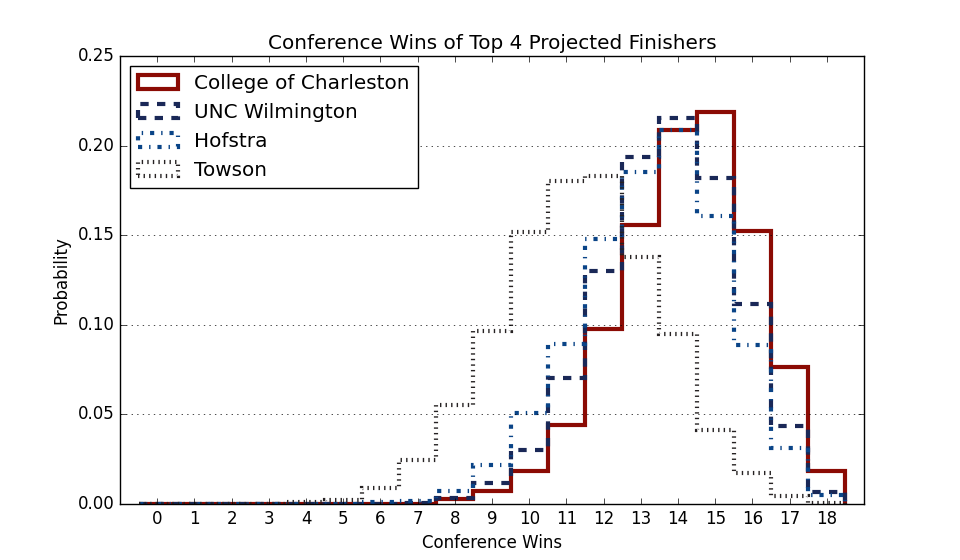 Conference Wins of Top 4 Projected Finishers
0.25
0.20
0.15
0.10
0.05
0.00
Probability
College of Charleston
UNC Wilmington
Hofstra
Towson
0 1 2 3 4 5 6 7 8 9 10 11 12 13 14 15 16 17 18
Conference Wins